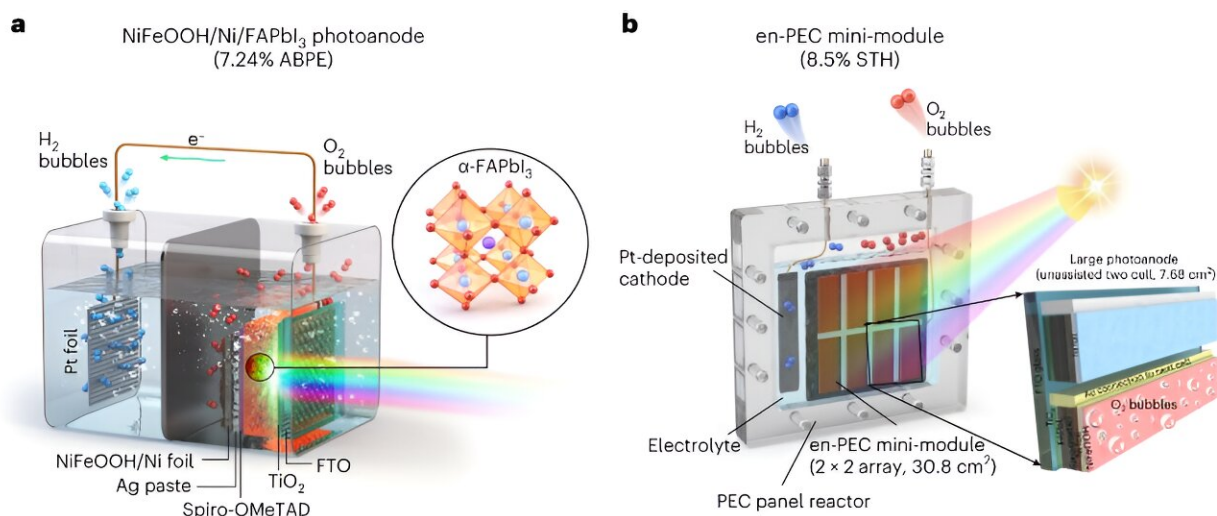 a
NiFeOOH/Ni/FAPbI₃ photoanode
(7.24% ABPE)
H₂
bubbles
e⁻
O₂
bubbles
α-FAPbI₃
Pt foil
NiFeOOH/Ni foil
Ag paste
Spiro-OMeTAD
TiO₂
FTO
b
en-PEC mini-module
(8.5% STH)
H₂
bubbles
O₂
bubbles
Pt-deposited
cathode
Large photoanode
(unassisted two cell, 7.68 cm²)
FTO glass
TiO₂
O₂ bubbles
Electrolyte
en-PEC mini-module
(2 × 2 array, 30.8 cm²)
PEC panel reactor